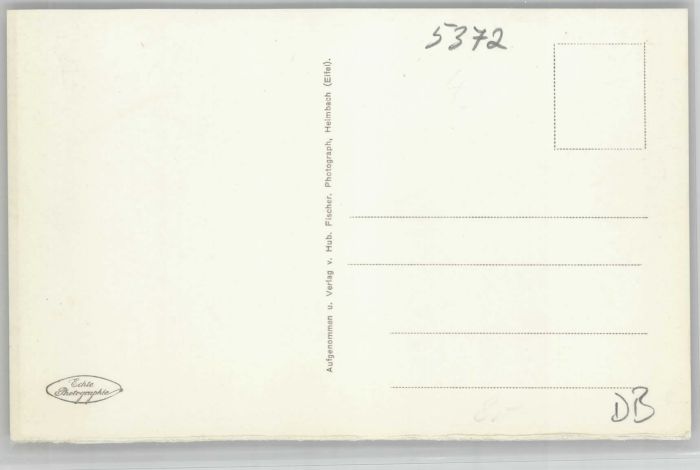 5372
Aufgenommen u. Verlag v. Hub. Fischer. Photograph, Heimbach (Eifel).
Echte
Photographie
DB